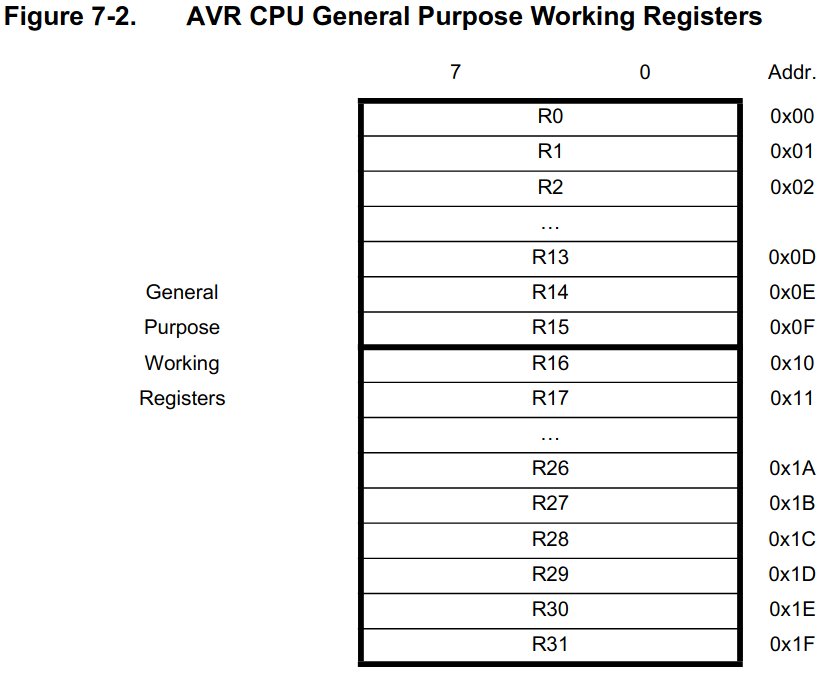 Figure 7-2. AVR CPU General Purpose Working Registers
7 0 Addr.
R0 0x00
R1 0x01
R2 0x02
…
R13 0x0D
General R14 0x0E
Purpose R15 0x0F
Working R16 0x10
Registers R17 0x11
…
R26 0x1A
R27 0x1B
R28 0x1C
R29 0x1D
R30 0x1E
R31 0x1F